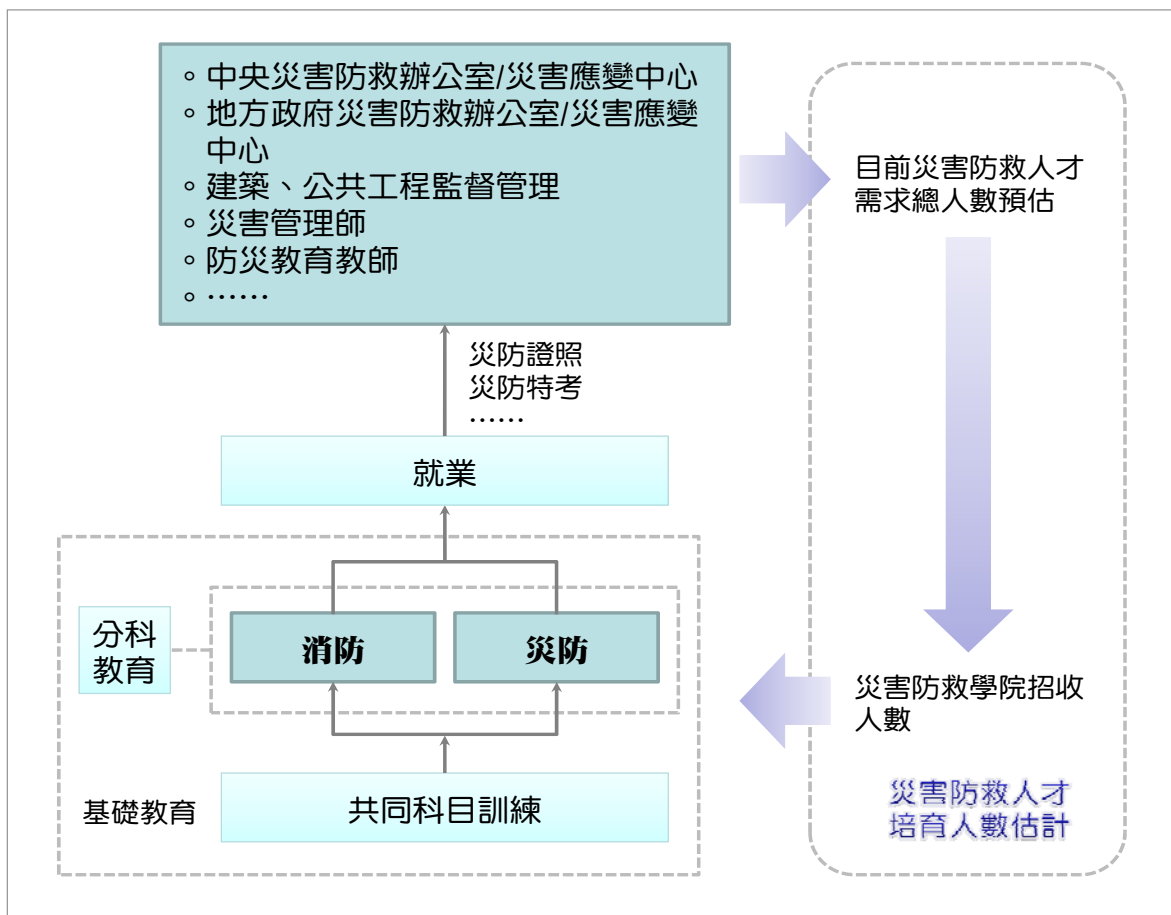 。中央災害防救辦公室/災害應變中心
。地方政府災害防救辦公室/災害應變
中心
。建築、公共工程監督管理
。災害管理師
。防災教育教師
。……
目前災害防救人才
需求總人數預估
災防證照
災防特考
……
就業
分科
教育
消防
災防
災害防救學院招收
人數
基礎教育
共同科目訓練
災害防救人才
培育人數估計